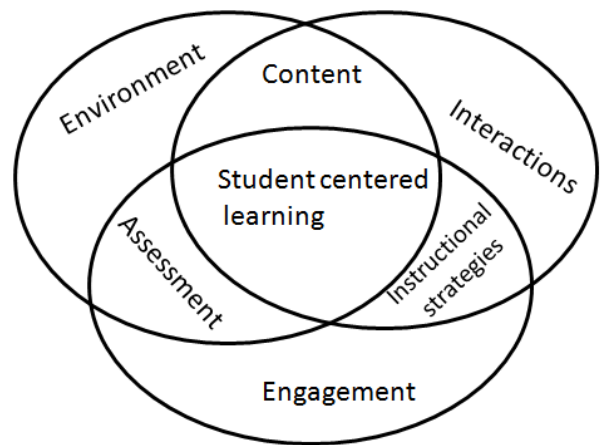 Environment
Content
Interactions
Student centered
learning
Assessment
Instructional
strategies
Engagement